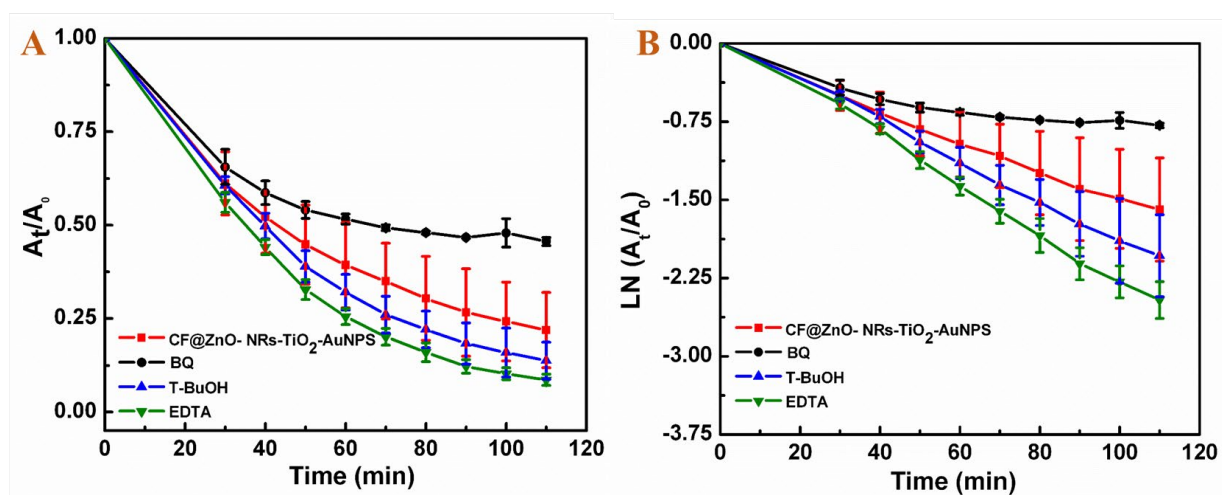 A
1.00
0.75
0.50
0.25
0.00
At/A0
CF@ZnO- NRs-TiO2-AuNPS
BQ
T-BuOH
EDTA
0 20 40 60 80 100 120
Time (min)
B
0.00
-0.75
-1.50
-2.25
-3.00
-3.75
LN (At/A0)
CF@ZnO- NRs-TiO2-AuNPS
BQ
T-BuOH
EDTA
0 20 40 60 80 100 120
Time (min)